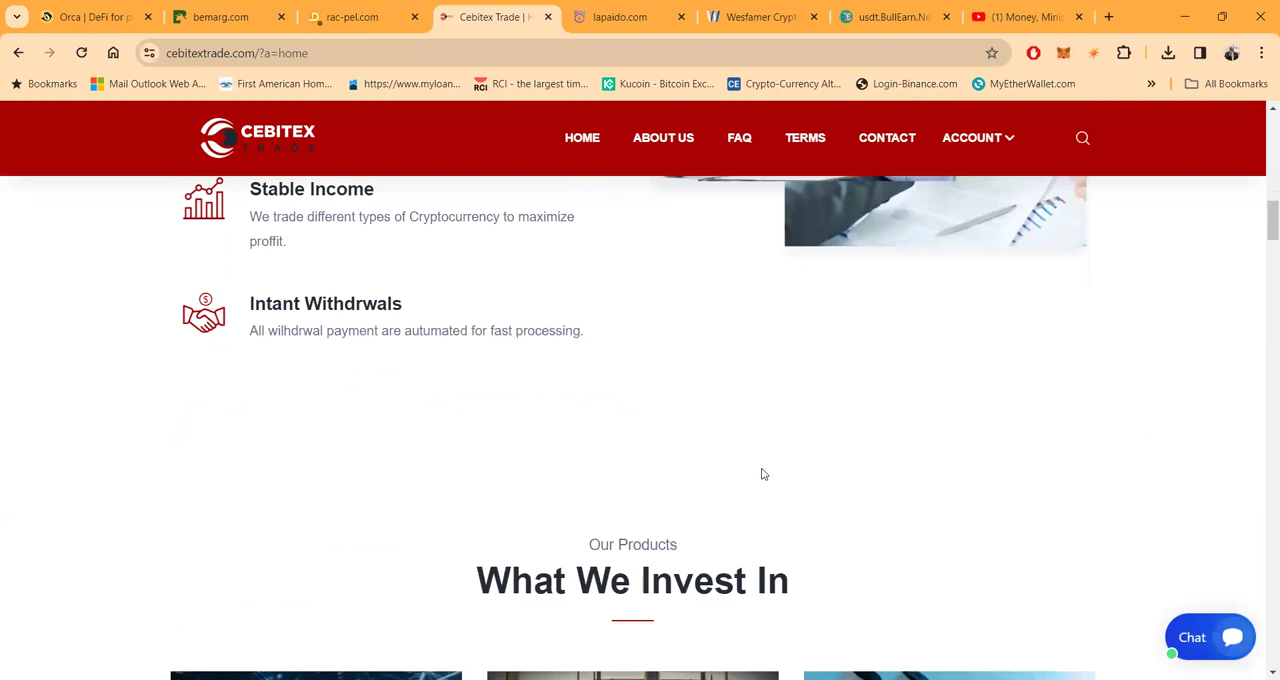 Orca | DeFi for p
bemarg.com
rac-pel.com
Cebitex Trade | H
lapaido.com
Wesfamer Crypt
usdt.BullEarn.Ne
(1) Money, Minis
cebitextrade.com/?a=home
Bookmarks
Mail Outlook Web A...
First American Hom...
https://www.myloan...
RCI - the largest tim...
Kucoin - Bitcoin Exc...
Crypto-Currency Alt...
Login-Binance.com
MyEtherWallet.com
»
All Bookmarks
CEBITEX
TRADE
HOME
ABOUT US
FAQ
TERMS
CONTACT
ACCOUNT
Stable Income
We trade different types of Cryptocurrency to maximize
proffit.
Intant Withdrwals
All wilhdrwal payment are autumated for fast processing.
Our Products
What We Invest In
Chat